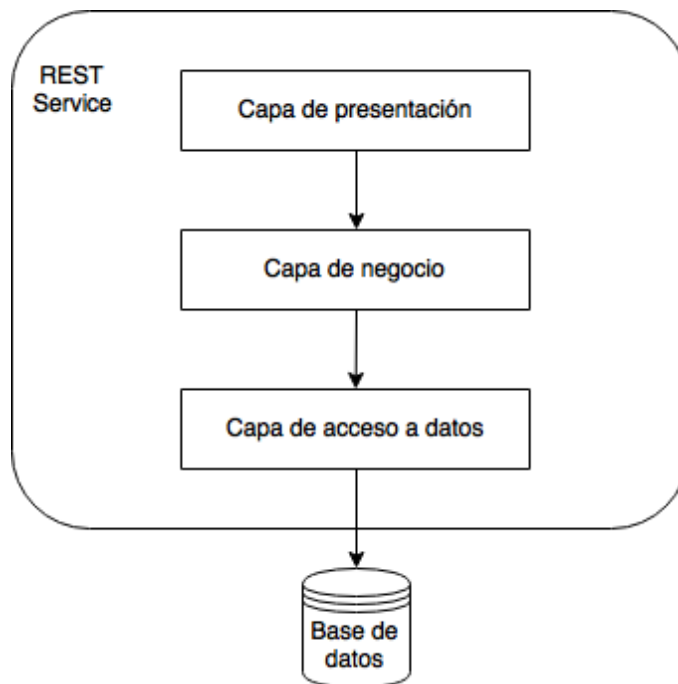 REST
Service
Capa de presentación
Capa de negocio
Capa de acceso a datos
Base de
datos